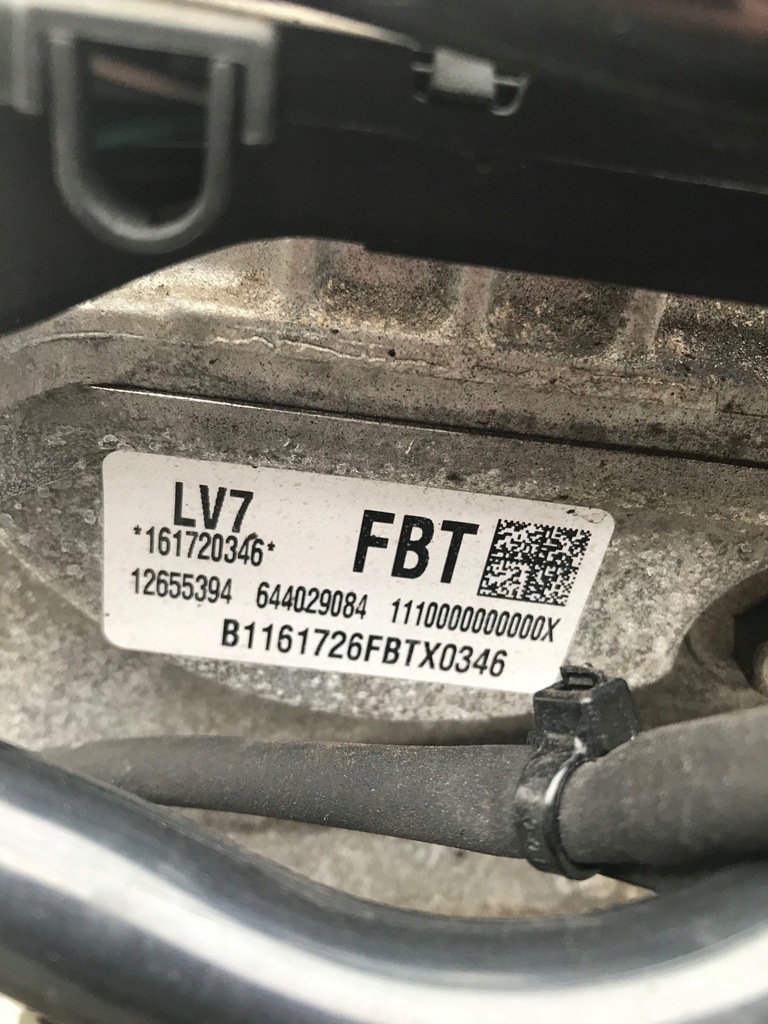 LV7
*161720346*
FBT
12655394 644029084 1110000000000X
B1161726FBTX0346